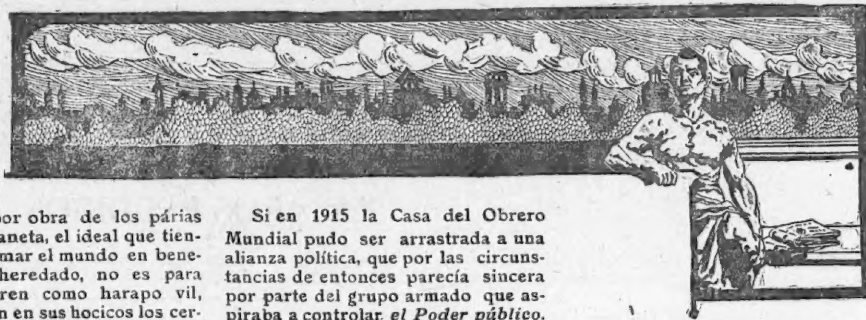 por obra de los párias
aneta, el ideal que tien-
mar el mundo en bene-
heredado, no es para
ren como harapo vil,
n en sus hocicos los cer-
Si en 1915 la Casa del Obrero
Mundial pudo ser arrastrada a una
alianza política, que por las circuns-
tancias de entonces parecía sincera
por parte del grupo armado que as-
piraba a controlar el Poder público,